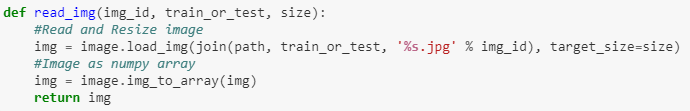 def read_img(img_id, train_or_test, size):
    #Read and Resize image
    img = image.load_img(join(path, train_or_test, '%s.jpg' % img_id), target_size=size)
    #Image as numpy array
    img = image.img_to_array(img)
    return img